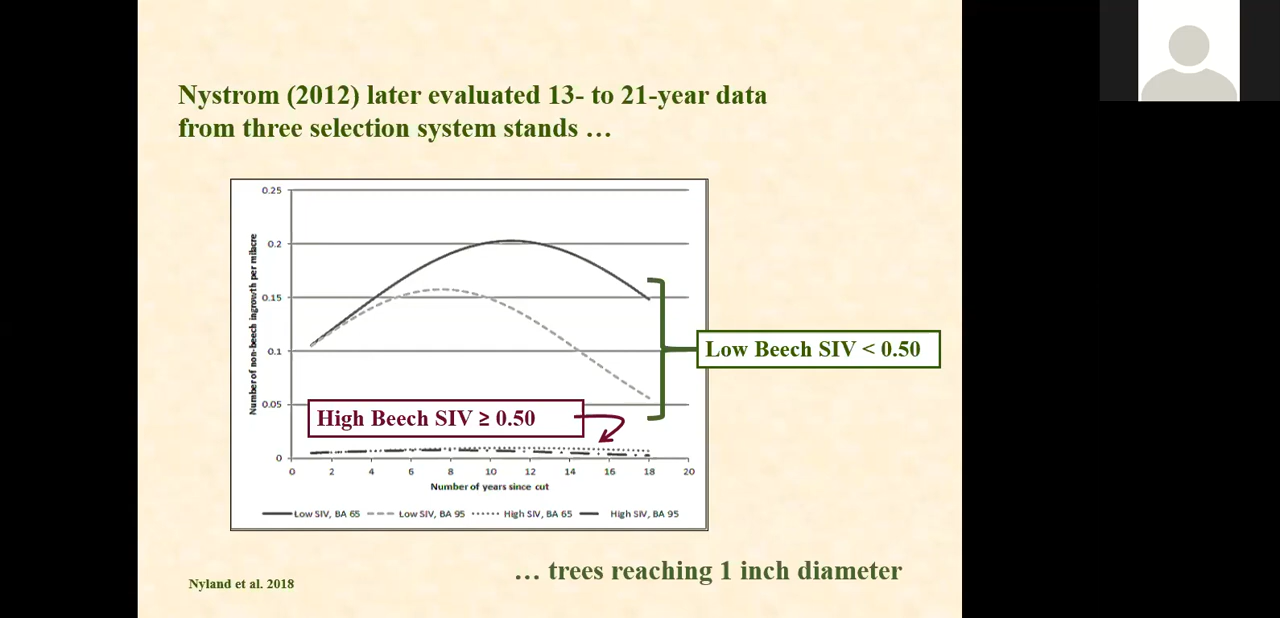 Nystrom (2012) later evaluated 13- to 21-year data
from three selection system stands …
0.25
0.2
0.15
0.1
0.05
0
Number of non-beech ingrowth per milacre
Low Beech SIV < 0.50
High Beech SIV ≥ 0.50
0 2 4 6 8 10 12 14 16 18 20
Number of years since cut
Low SIV, BA 65 Low SIV, BA 95 High SIV, BA 65 High SIV, BA 95
… trees reaching 1 inch diameter
Nyland et al. 2018